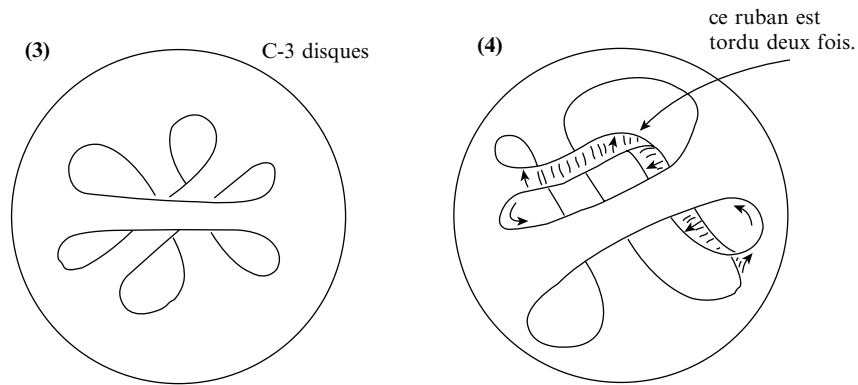 (3)
C-3 disques
(4)
ce ruban est
tordu deux fois.